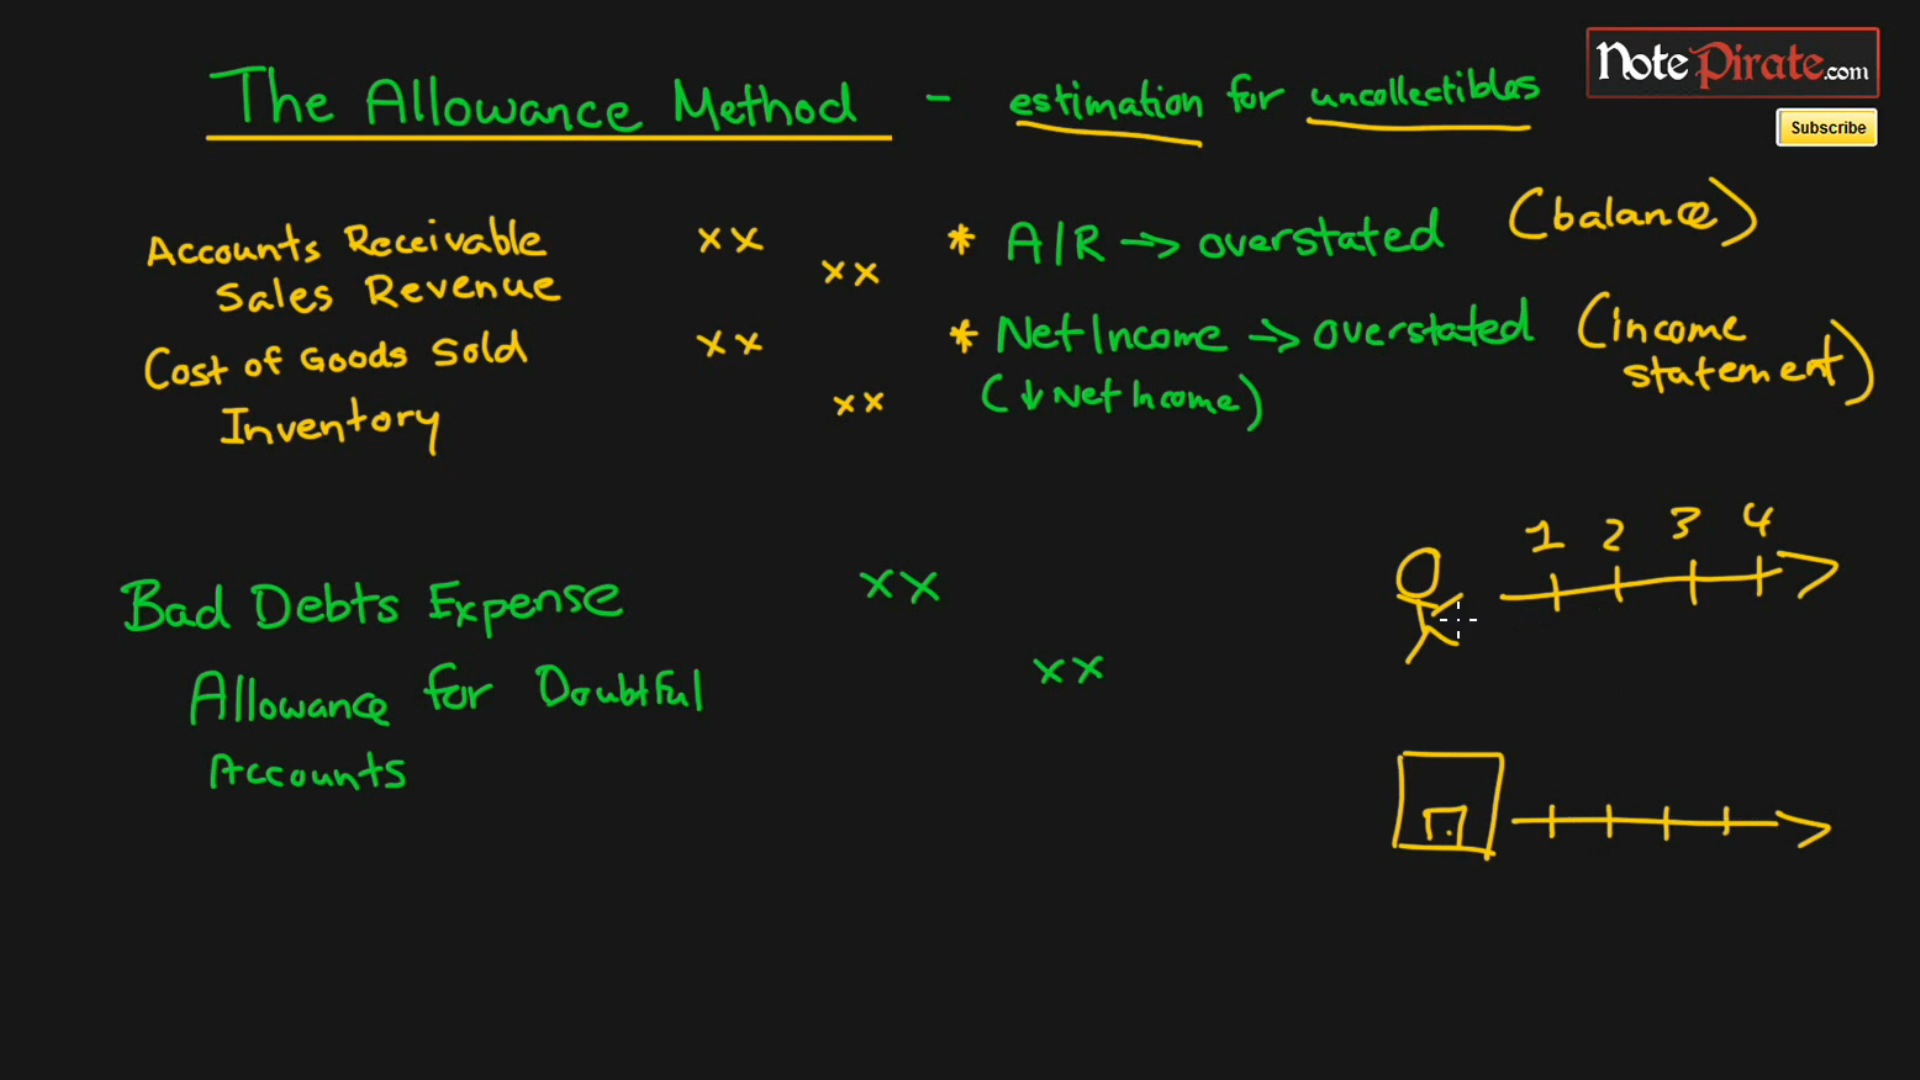 The Allowance Method - estimation for uncollectibles
NotePirate.com
Subscribe
Accounts Receivable xx
Sales Revenue xx
Cost of Goods Sold xx
Inventory xx
* A/R → overstated (balance)
* Net Income → overstated (income statement)
(↓ Net Income)
Bad Debts Expense xx
Allowance for Doubtful xx
Accounts
1 2 3 4